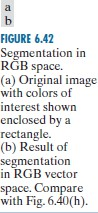 a
b
FIGURE 6.42
Segmentation in
RGB space.
(a) Original image
with colors of
interest shown
enclosed by a
rectangle.
(b) Result of
segmentation
in RGB vector
space. Compare
with Fig. 6.40(h).